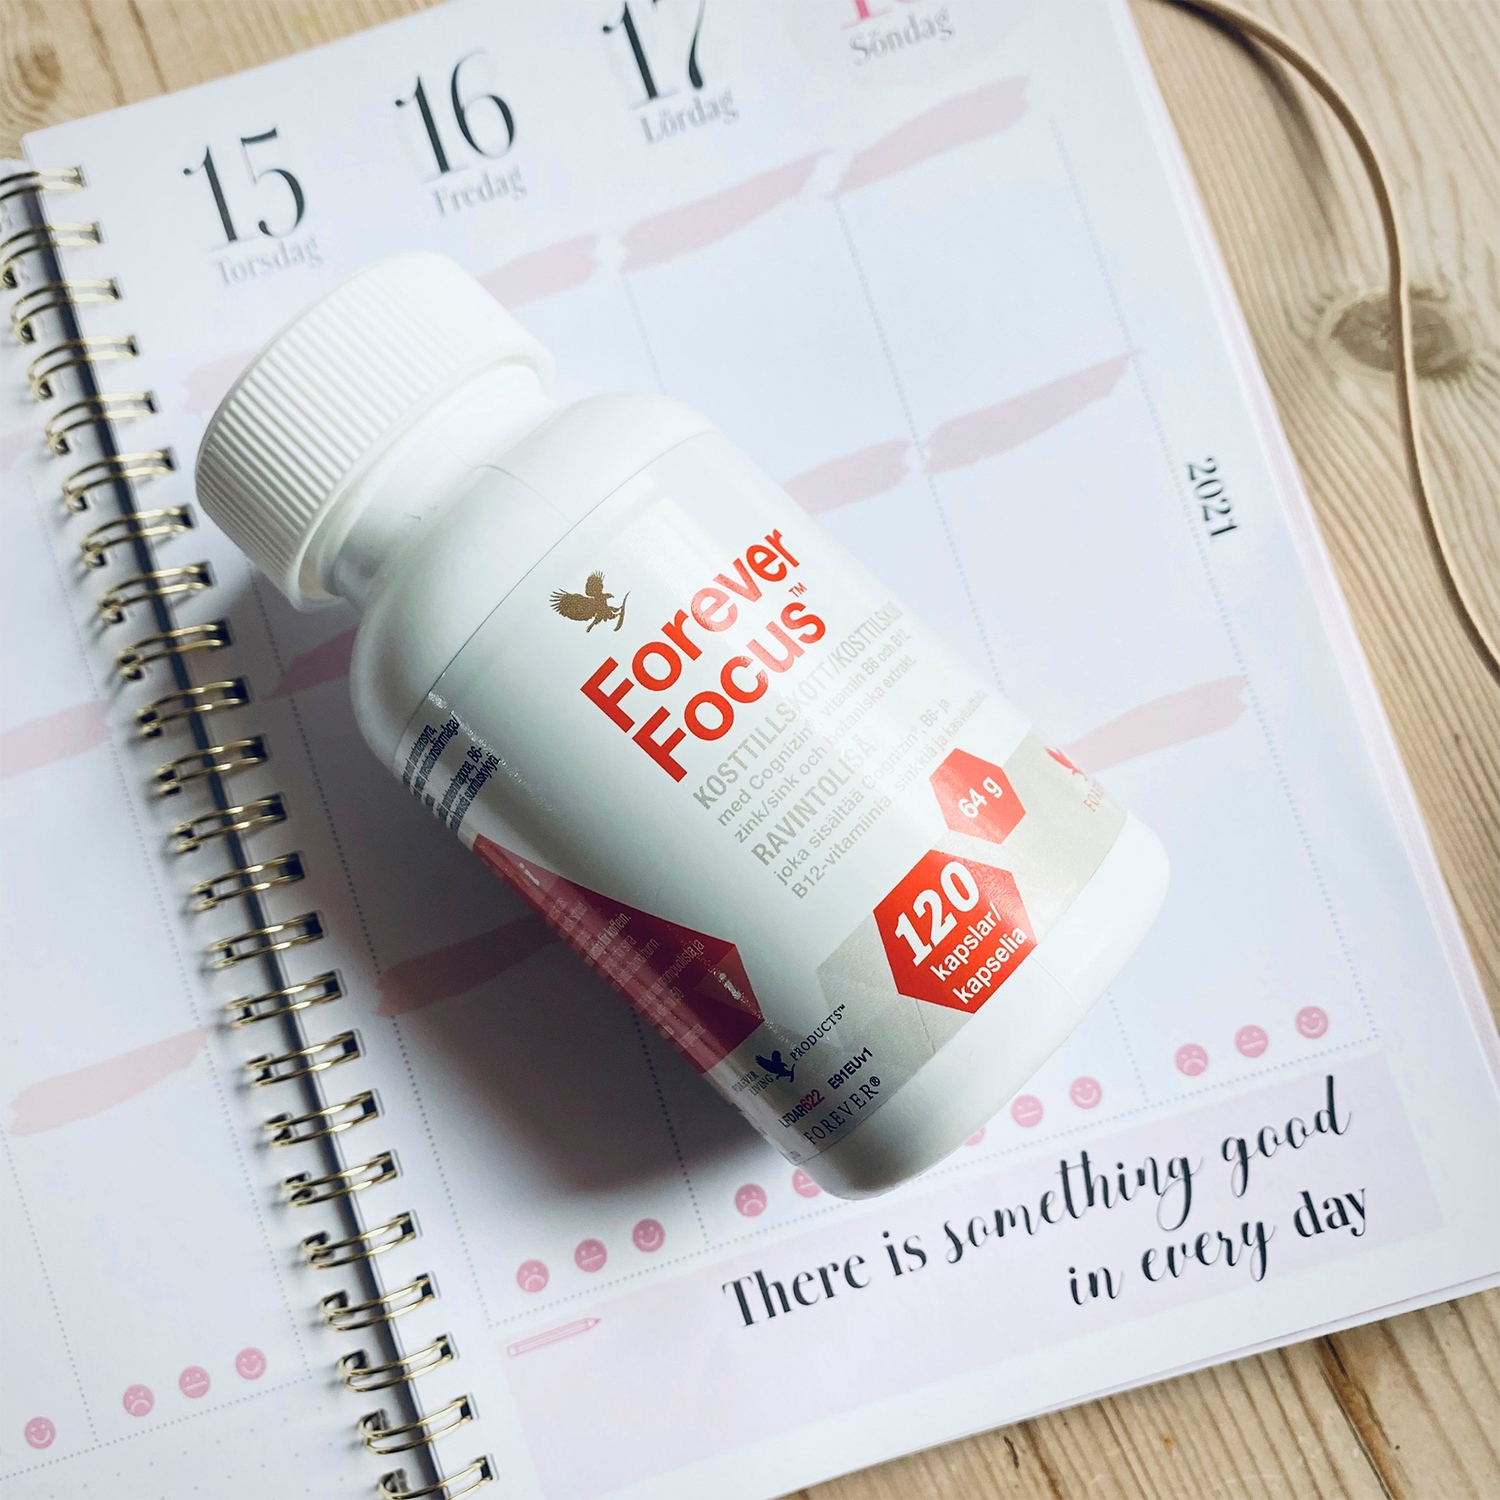 15
Torsdag
16
Fredag
17
Lördag
Söndag
2021
Forever
Focus™
KOSTTILLSKOTT/KOSTTILSKUD
med Cognizin®, vitamin B6 och B12,
zink/sink och botaniska extrakt.
RAVINTOLISÄ
joka sisältää Cognizin®, B6- ja
B12-vitamiinia, sinkkiä ja kasviuutteita
64 g
120
kapslar/
kapselia
FOREVER
LIVING
PRODUCTS™
LFDAR622 E91EUv1
FOREVER®
There is something good
in every day